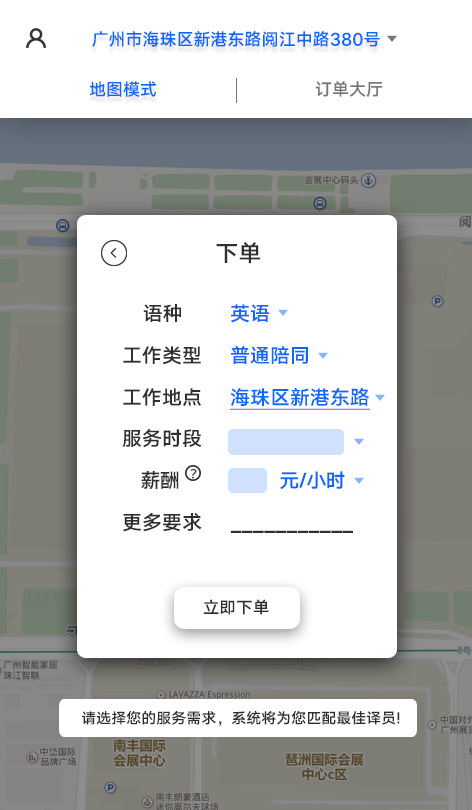 广州市海珠区新港东路阅江中路380号
地图模式
订单大厅
会展中心码头
阅
P
下单
语种
英语
工作类型
普通陪同
工作地点
海珠区新港东路
服务时段
薪酬 ?
元/小时
更多要求
立即下单
8号
广州智能家居
珠江智联
LAVAZZA Espression
请选择您的服务需求，系统将为您匹配最佳译员!
中国对外
广州展览
中岱国际
品牌广场
南丰国际
会展中心
琶洲国际会展
中心c区
P
南丰朗豪酒店
迷你高尔夫球场